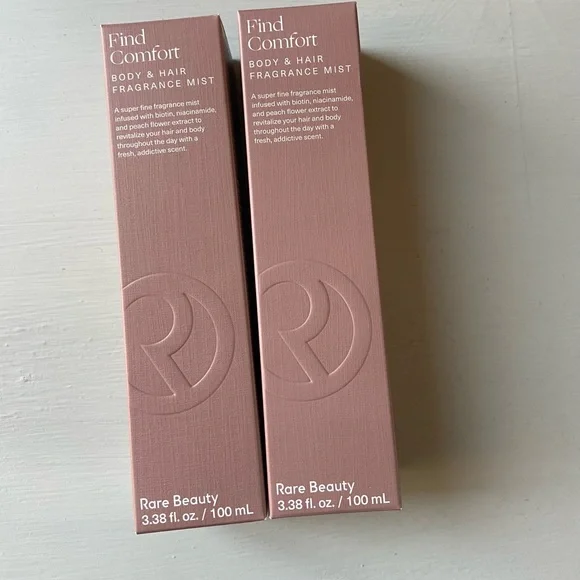 Find
Comfort
BODY & HAIR
FRAGRANCE MIST
A super fine fragrance mist
infused with biotin, niacinamide,
and peach flower extract to
revitalize your hair and body
throughout the day with a
fresh, addictive scent.
Rare Beauty
3.38 fl. oz. / 100 mL
Find
Comfort
BODY & HAIR
FRAGRANCE MIST
A super fine fragrance mist
infused with biotin, niacinamide,
and peach flower extract to
revitalize your hair and body
throughout the day with a
fresh, addictive scent.
Rare Beauty
3.38 fl. oz. / 100 mL